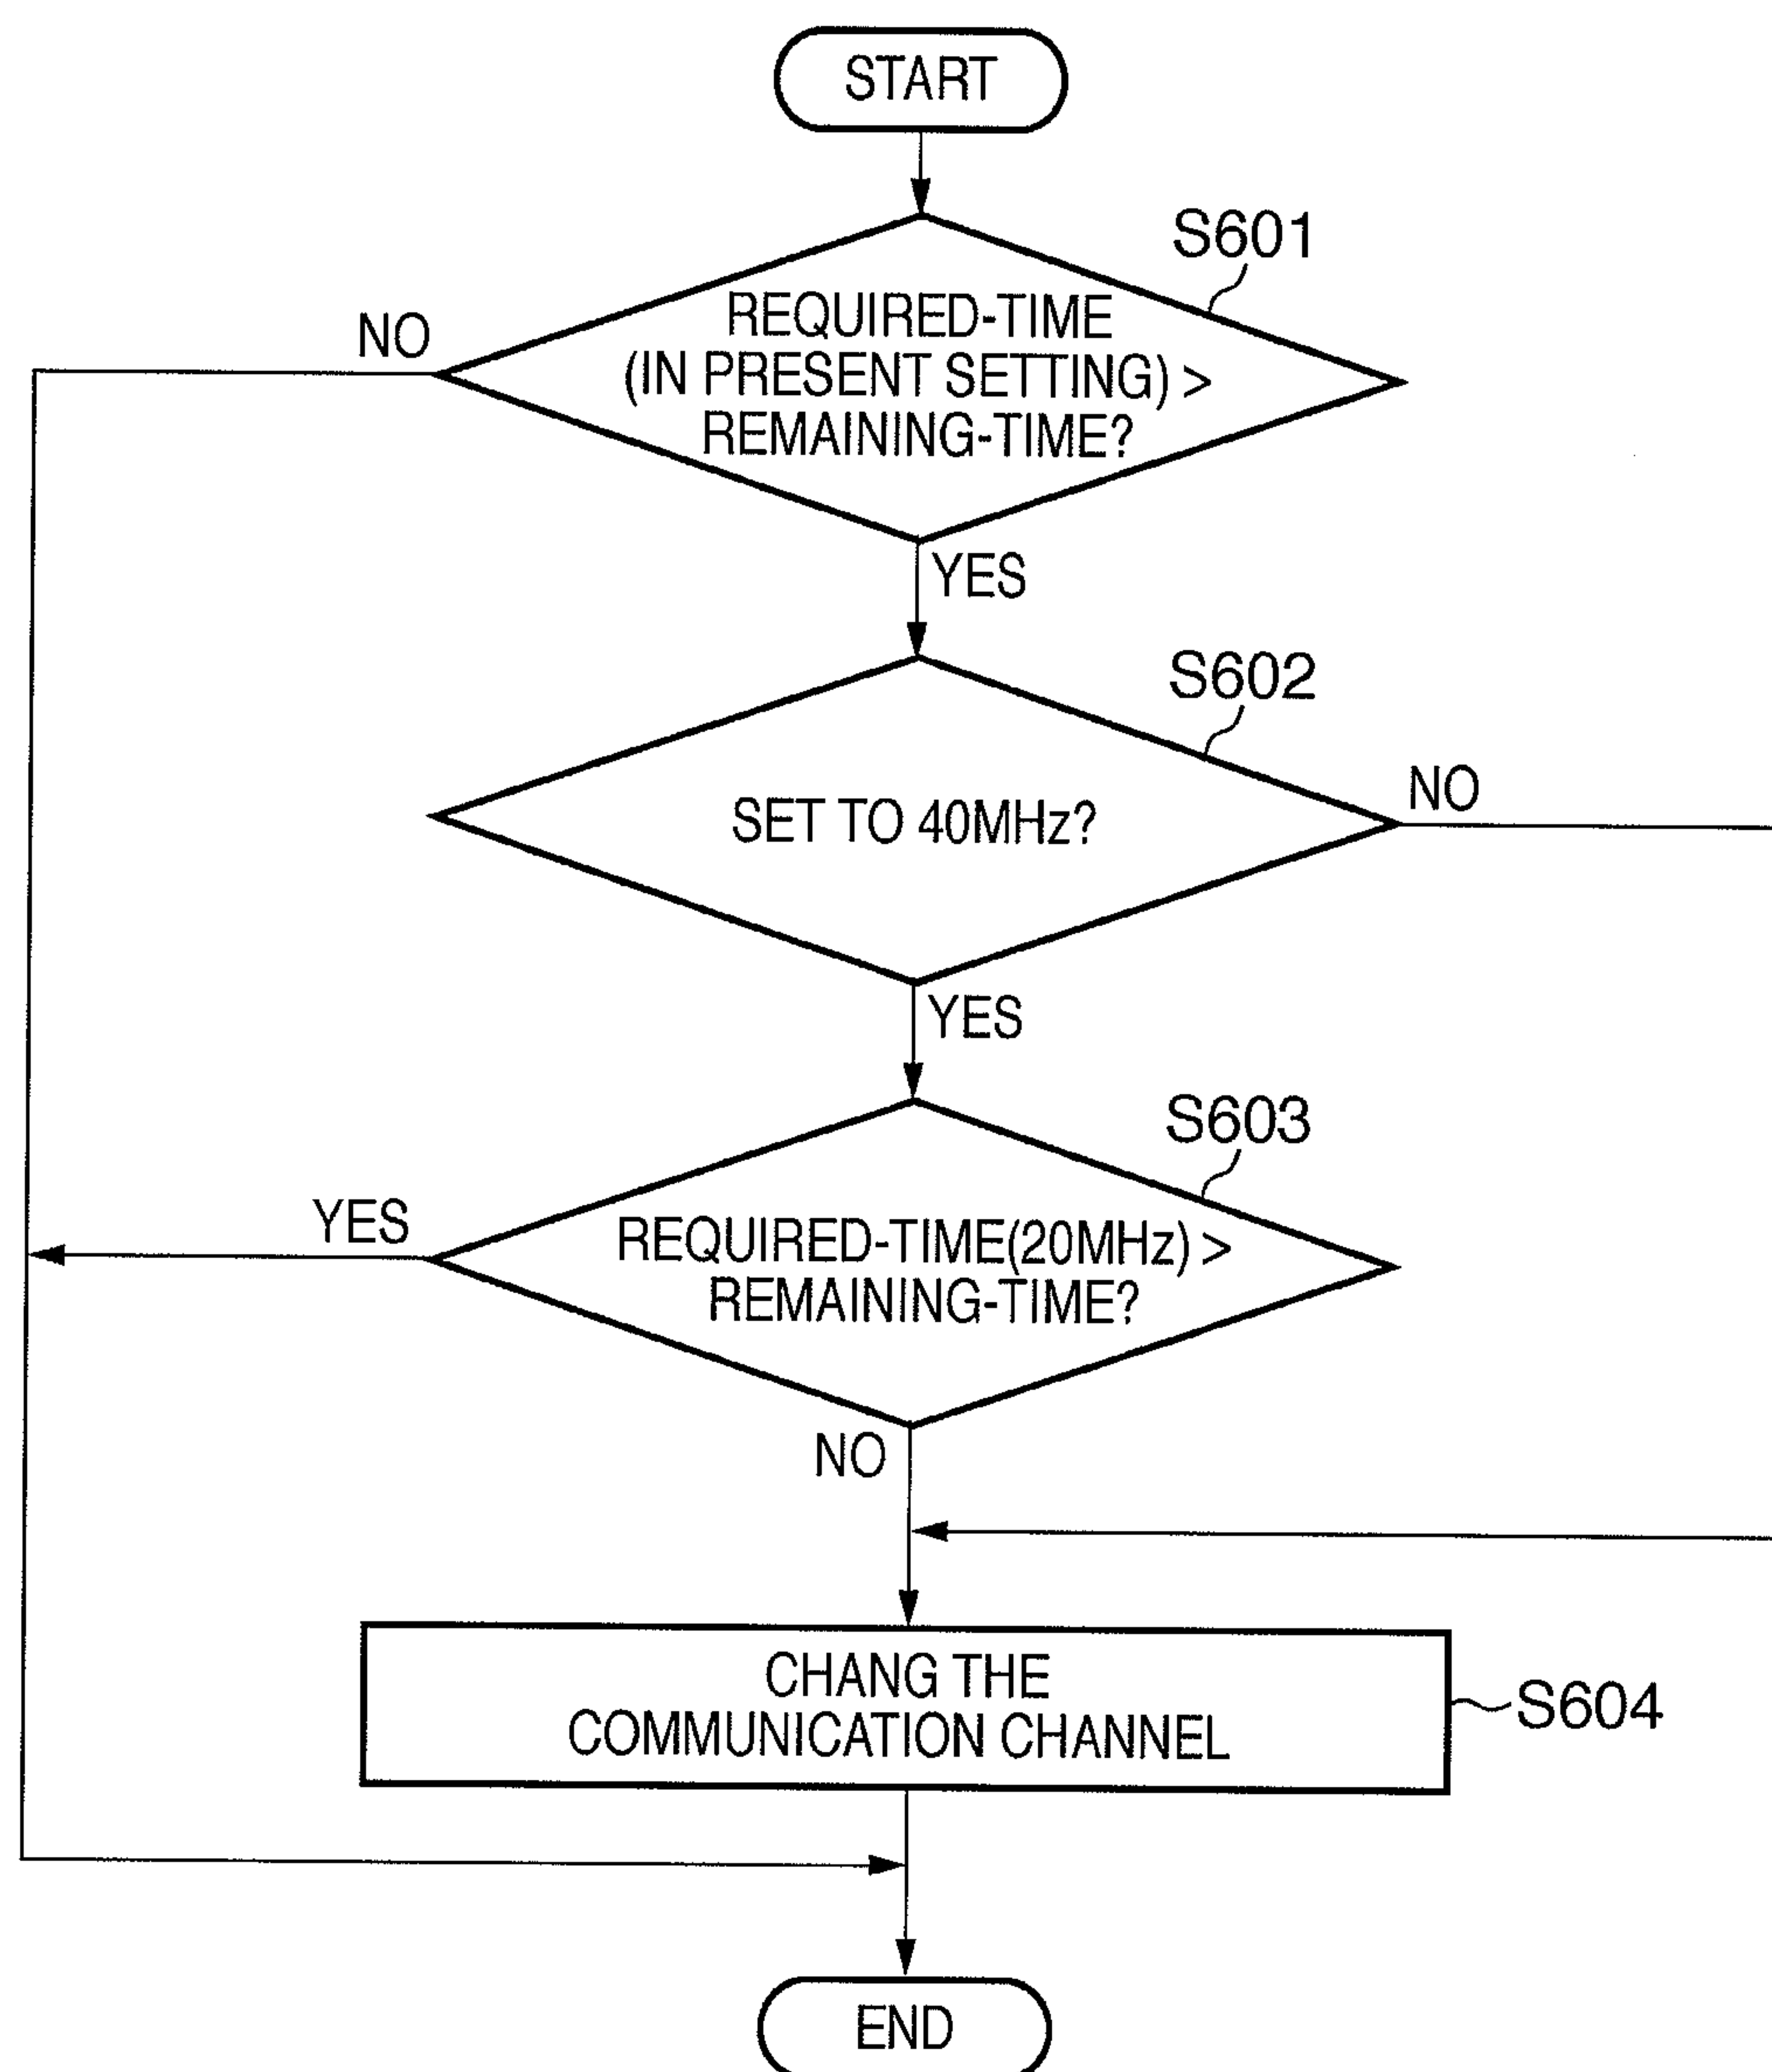 START
S601
REQUIRED-TIME
(IN PRESENT SETTING) >
REMAINING-TIME?
NO
YES
S602
SET TO 40MHz?
NO
YES
S603
REQUIRED-TIME(20MHz) >
REMAINING-TIME?
YES
NO
CHANG THE
COMMUNICATION CHANNEL
S604
END